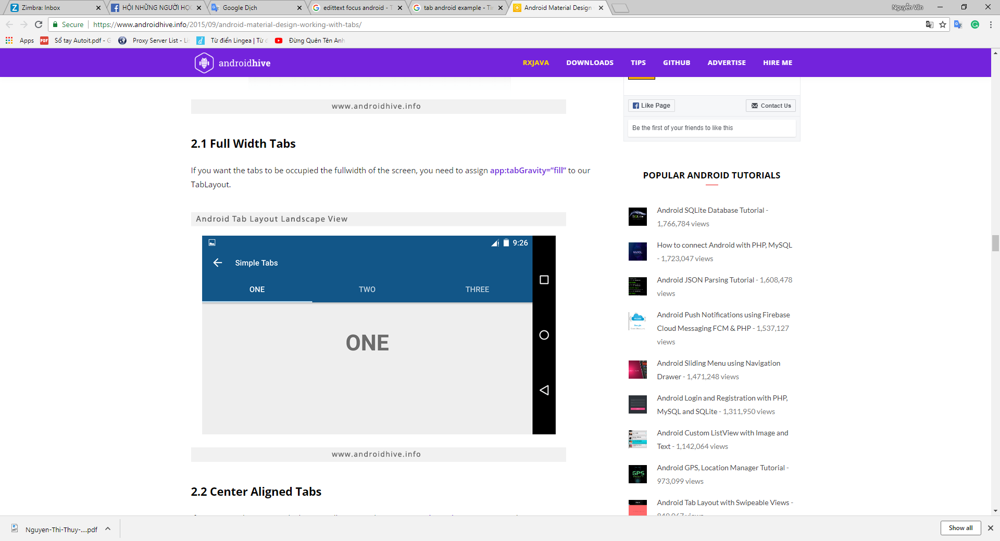 Zimbra: Inbox
HỘI NHỮNG NGƯỜI HỌC
Google Dịch
edittext focus android -
tab android example -
Android Material Design
Nguyễn Văn
Secure
https://www.androidhive.info/2015/09/android-material-design-working-with-tabs/
Apps
PDF
Sổ tay Autoit.pdf - G
Proxy Server List - Li
Từ điển Lingea | Từ
Đừng Quên Tên Anh
androidhive
RXJAVA
DOWNLOADS
TIPS
GITHUB
ADVERTISE
HIRE ME
www.androidhive.info
2.1 Full Width Tabs
If you want the tabs to be occupied the fullwidth of the screen, you need to assign app:tabGravity=”fill” to our
TabLayout.
Android Tab Layout Landscape View
9:26
Simple Tabs
ONE
TWO
THREE
ONE
www.androidhive.info
2.2 Center Aligned Tabs
Like Page
Contact Us
Be the first of your friends to like this
POPULAR ANDROID TUTORIALS
Android SQLite Database Tutorial -
1,766,784 views
How to connect Android with PHP, MySQL
- 1,723,047 views
Android JSON Parsing Tutorial - 1,608,478
views
Android Push Notifications using Firebase
Cloud Messaging FCM & PHP - 1,537,127
views
Android Sliding Menu using Navigation
Drawer - 1,471,248 views
Android Login and Registration with PHP,
MySQL and SQLite - 1,311,950 views
Android Custom ListView with Image and
Text - 1,142,064 views
Android GPS, Location Manager Tutorial -
973,099 views
Android Tab Layout with Swipeable Views -
Nguyen-Thi-Thuy-....pdf
Show all